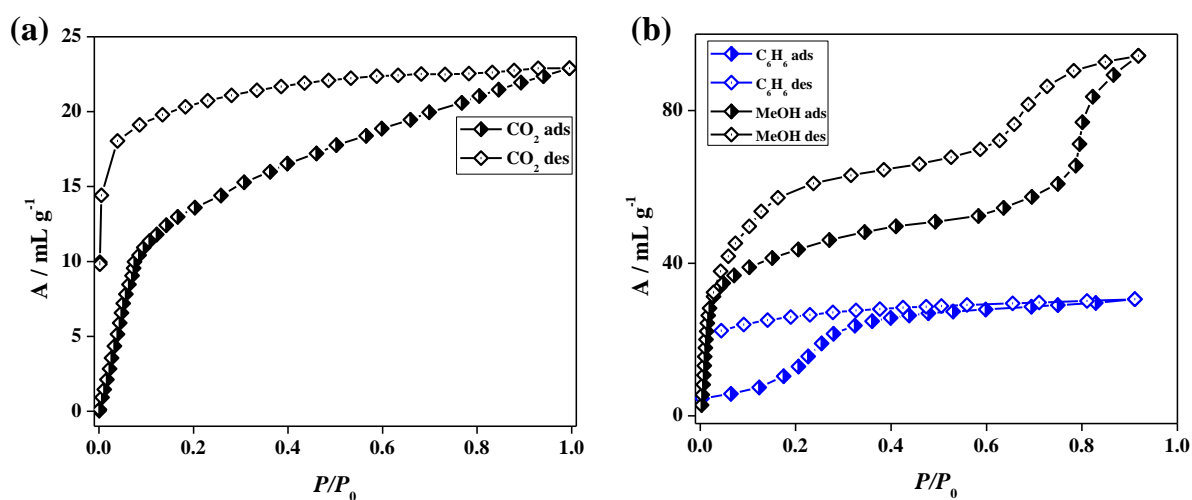 (a)
25
20
15
10
5
0
A / mL g⁻¹
CO₂ ads
CO₂ des
0.0 0.2 0.4 0.6 0.8 1.0
P/P₀
(b)
80
40
0
A / mL g⁻¹
C₆H₆ ads
C₆H₆ des
MeOH ads
MeOH des
0.0 0.2 0.4 0.6 0.8 1.0
P/P₀